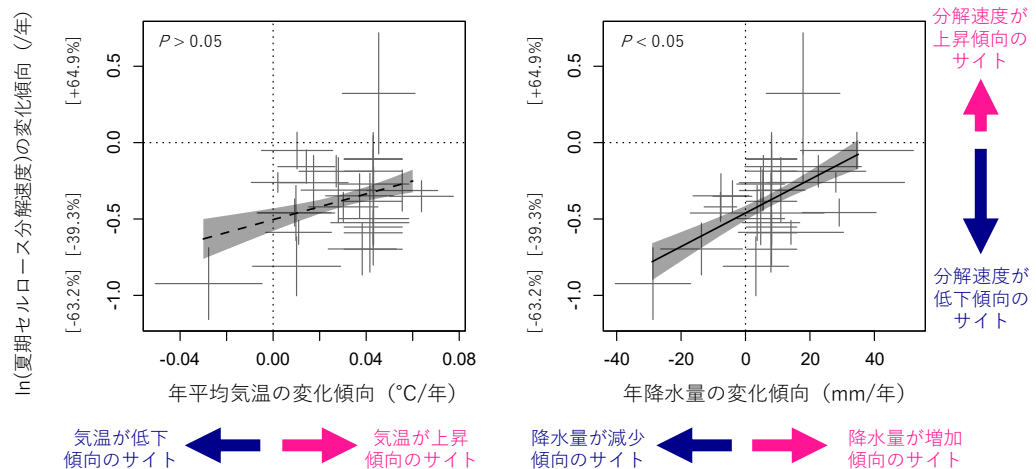 ln(夏期セルロース分解速度)の変化傾向（/年）
[+64.9%]
[-39.3%]
[-63.2%]
0.5
0.0
-0.5
-1.0
P > 0.05
-0.04
0.00
0.04
0.08
年平均気温の変化傾向（°C/年）
気温が低下
傾向のサイト
気温が上昇
傾向のサイト
[+64.9%]
[-39.3%]
[-63.2%]
0.5
0.0
-0.5
-1.0
P < 0.05
-40
-20
0
20
40
年降水量の変化傾向（mm/年）
降水量が減少
傾向のサイト
降水量が増加
傾向のサイト
分解速度が
上昇傾向の
サイト
分解速度が
低下傾向の
サイト